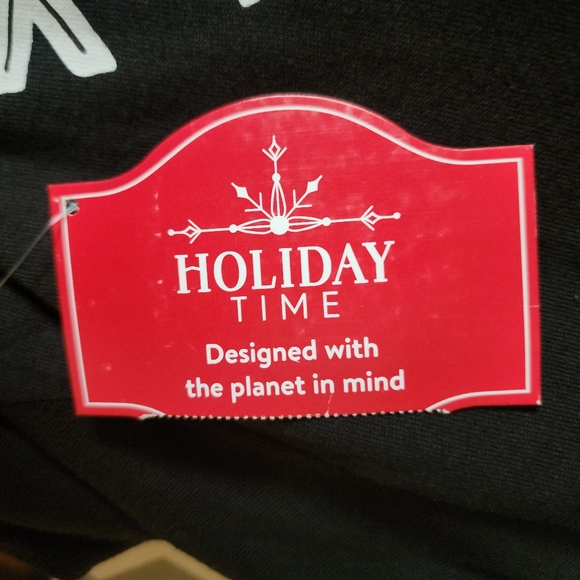 HOLIDAY
TIME
Designed with
the planet in mind